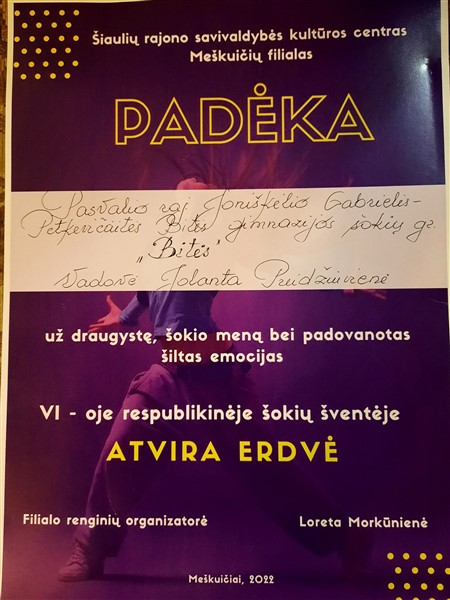 Šiaulių rajono savivaldybės kultūros centras
Meškuičių filialas
PADĖKA
Pasvalio raj Joniškėlio Gabrielės-
Petkevičaitės Bitės gimnazijos šokių gr.
„Bitės"
Vadovė Jolanta
už draugystę, šokio meną bei padovanotas
šiltas emocijas
VI - oje respublikinėje šokių šventėje
ATVIRA ERDVĖ
Filialo renginių organizatorė Loreta Morkūnienė
Meškuičiai, 2022